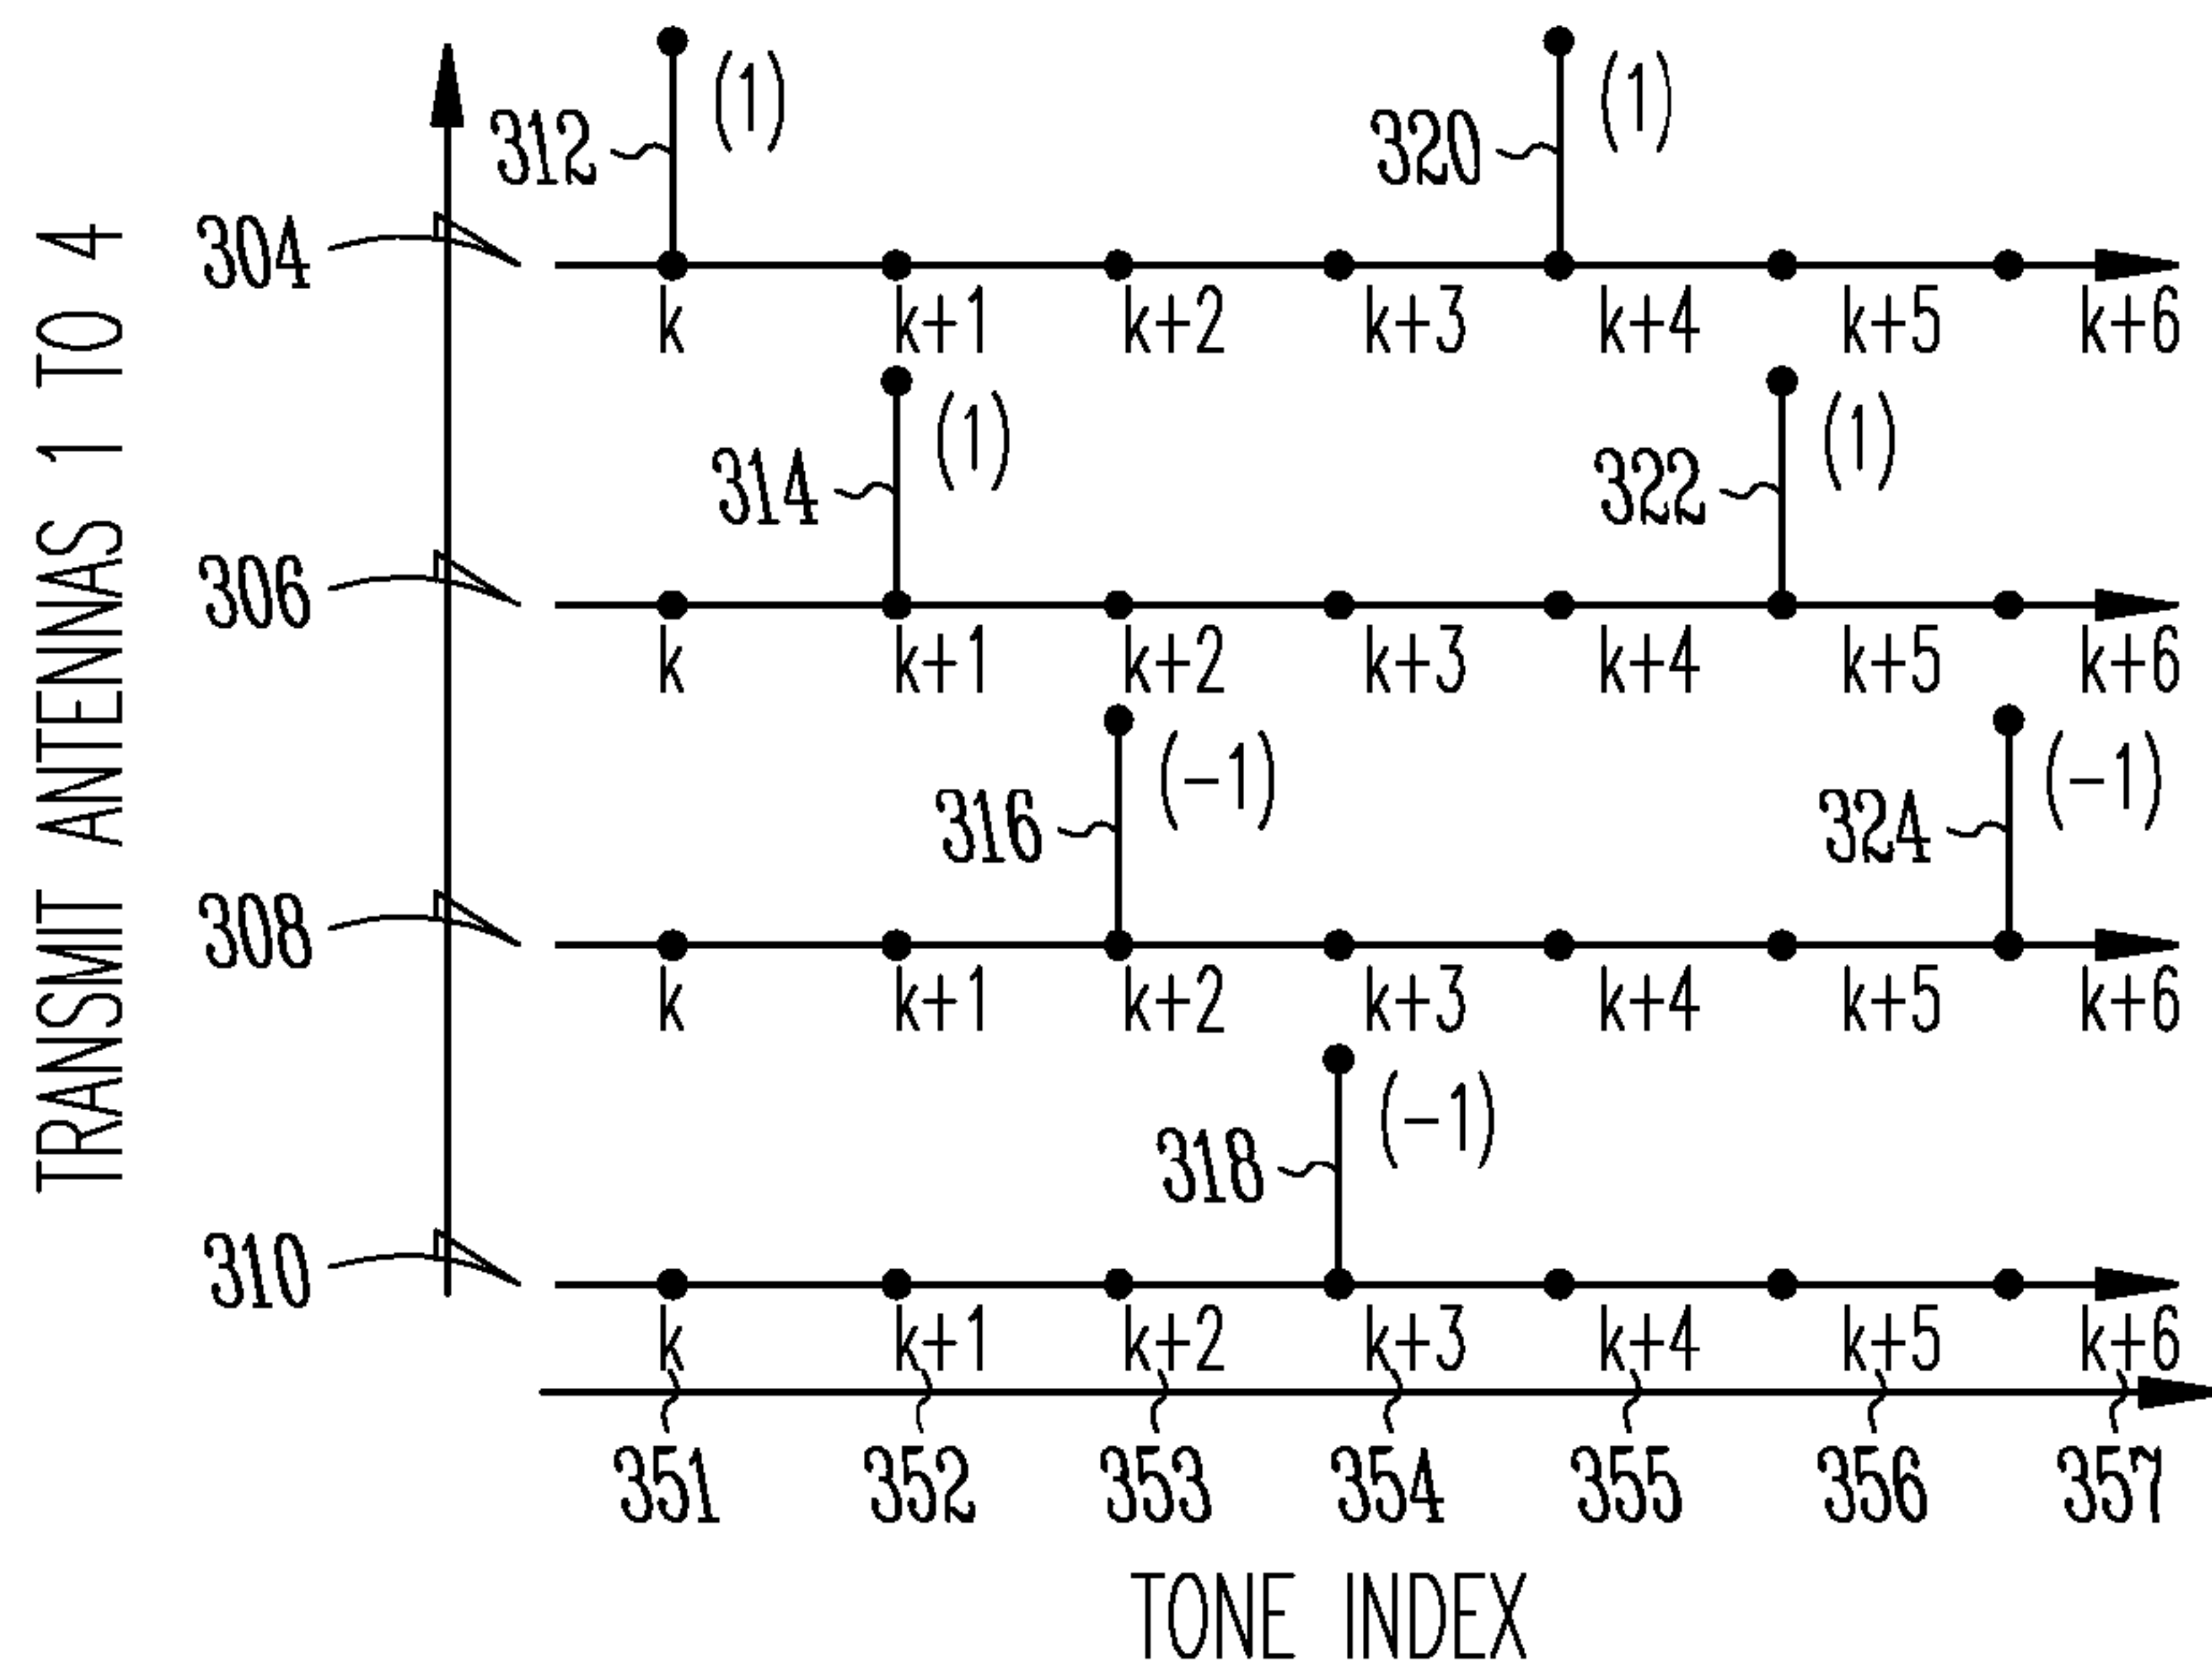 TRANSMIT ANTENNAS 1 TO 4
312 (1) 320 (1)
304
k k+1 k+2 k+3 k+4 k+5 k+6
314 (1) 322 (1)
306
k k+1 k+2 k+3 k+4 k+5 k+6
316 (-1) 324 (-1)
308
k k+1 k+2 k+3 k+4 k+5 k+6
318 (-1)
310
k k+1 k+2 k+3 k+4 k+5 k+6
351 352 353 354 355 356 357
TONE INDEX